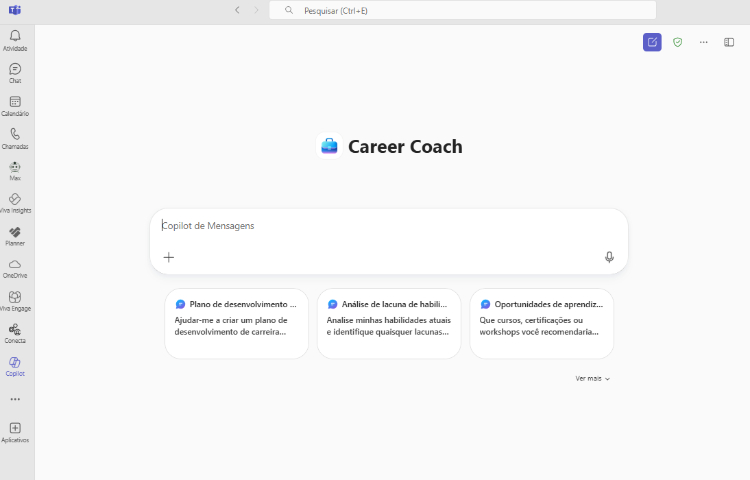 Pesquisar (Ctrl+E)
Atividade
Chat
Calendário
Chamadas
Max
Viva Insights
Planner
OneDrive
Viva Engage
Conecta
Copilot
Aplicativos
Career Coach
Copilot de Mensagens
Plano de desenvolvimento ...
Ajudar-me a criar um plano de
desenvolvimento de carreira...
Análise de lacuna de habili...
Analise minhas habilidades atuais
e identifique quaisquer lacunas...
Oportunidades de aprendiz...
Que cursos, certificações ou
workshops você recomendaria...
Ver mais